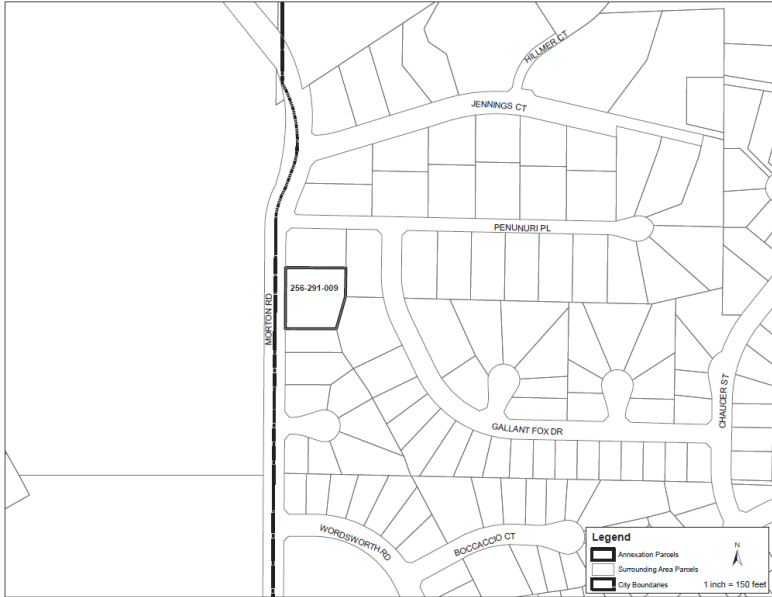 HILLMER CT
JENNINGS CT
PENUNURI PL
256-291-009
MORTON RD
CHAUCER ST
GALLANT FOX DR
WORDSWORTH RD
BOCCACCIO CT
Legend
Annexation Parcels
Surrounding Area Parcels
City Boundaries
N
1 inch = 150 feet